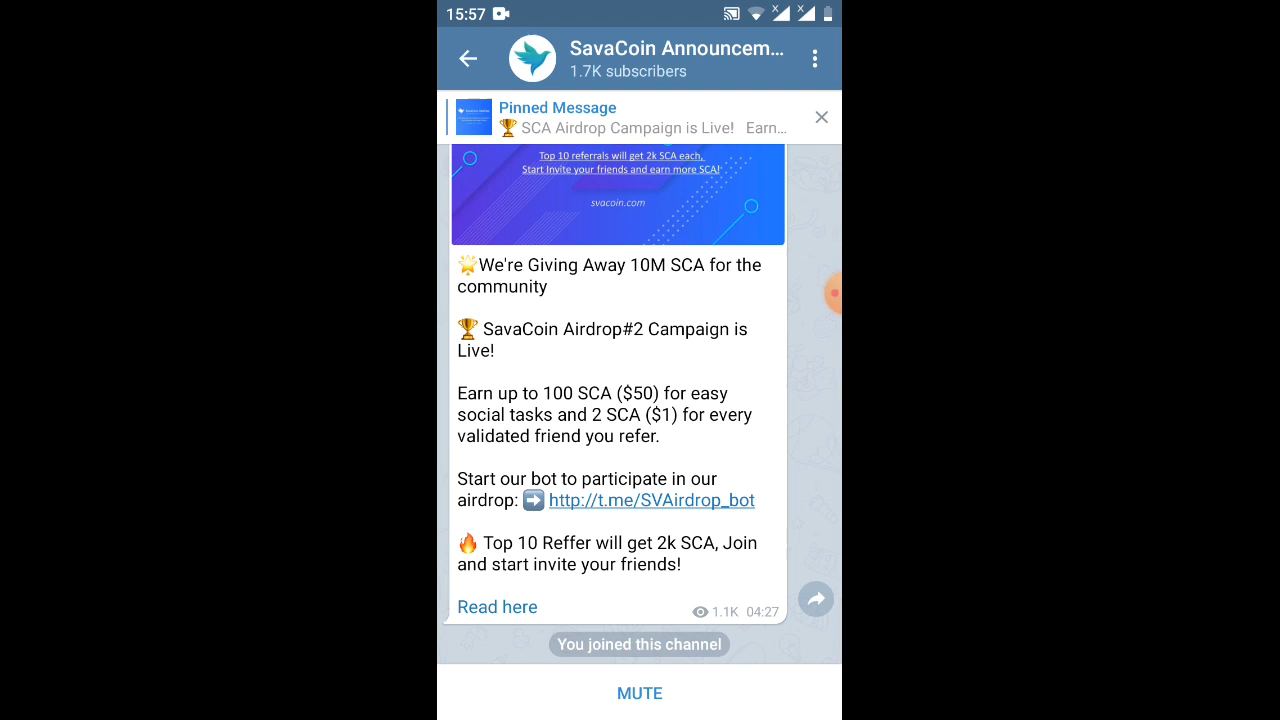 15:57
SavaCoin Announcem...
1.7K subscribers
Pinned Message
🏆 SCA Airdrop Campaign is Live! Earn...
Top 10 referrals will get 2k SCA each,
Start Invite your friends and earn more SCA!
svacoin.com
🌟We're Giving Away 10M SCA for the
community
🏆 SavaCoin Airdrop#2 Campaign is
Live!
Earn up to 100 SCA ($50) for easy
social tasks and 2 SCA ($1) for every
validated friend you refer.
Start our bot to participate in our
airdrop: ➡️ http://t.me/SVAirdrop_bot
🔥 Top 10 Reffer will get 2k SCA, Join
and start invite your friends!
Read here
1.1K 04:27
You joined this channel
MUTE